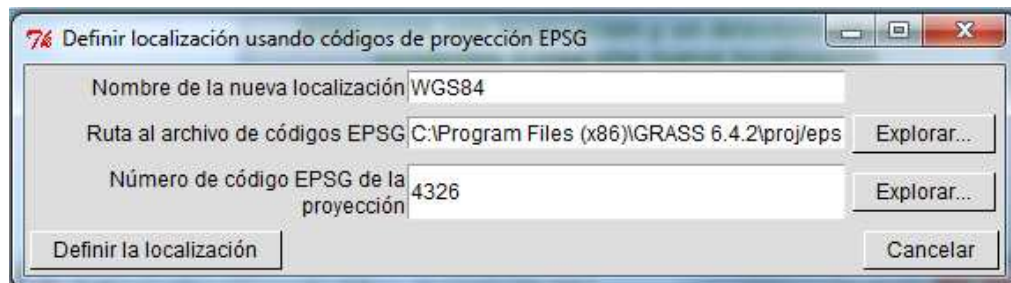 Definir localización usando códigos de proyección EPSG
Nombre de la nueva localización WGS84
Ruta al archivo de códigos EPSG C:\Program Files (x86)\GRASS 6.4.2\proj/eps Explorar...
Número de código EPSG de la
proyección 4326 Explorar...
Definir la localización Cancelar